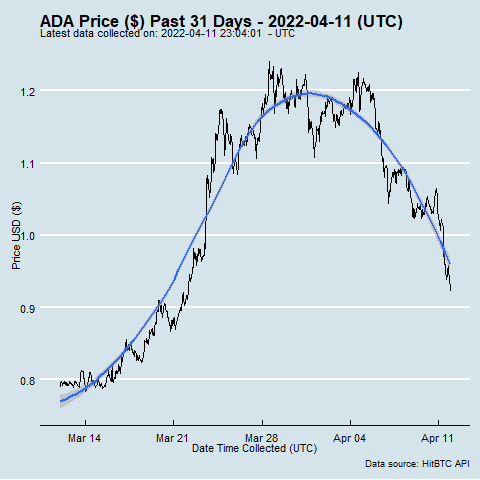 ADA Price ($) Past 31 Days - 2022-04-11 (UTC)
Latest data collected on: 2022-04-11 23:04:01 - UTC
1.2
1.1
1.0
0.9
0.8
Price USD ($)
Mar 14 Mar 21 Mar 28 Apr 04 Apr 11
Date Time Collected (UTC)
Data source: HitBTC API